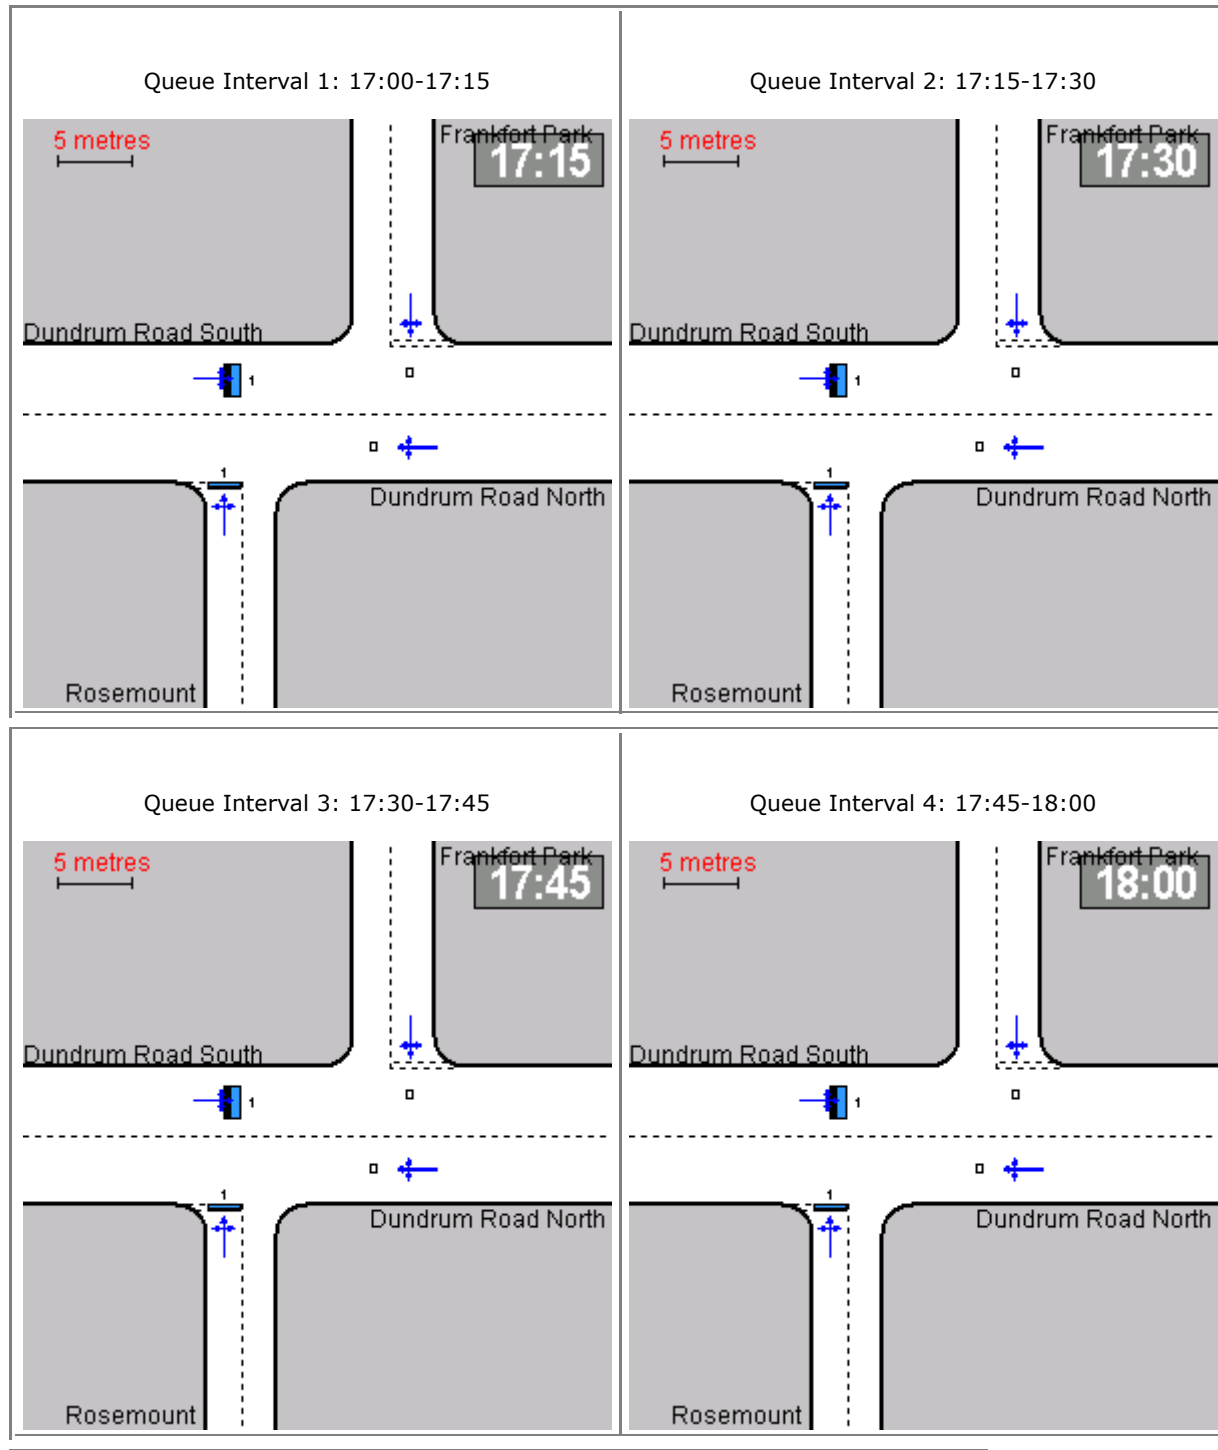 Queue Interval 1: 17:00-17:15
5 metres
Frankfort Park
17:15
Dundrum Road South
1
1
Dundrum Road North
Rosemount
Queue Interval 2: 17:15-17:30
5 metres
Frankfort Park
17:30
Dundrum Road South
1
1
Dundrum Road North
Rosemount
Queue Interval 3: 17:30-17:45
5 metres
Frankfort Park
17:45
Dundrum Road South
1
1
Dundrum Road North
Rosemount
Queue Interval 4: 17:45-18:00
5 metres
Frankfort Park
18:00
Dundrum Road South
1
1
Dundrum Road North
Rosemount